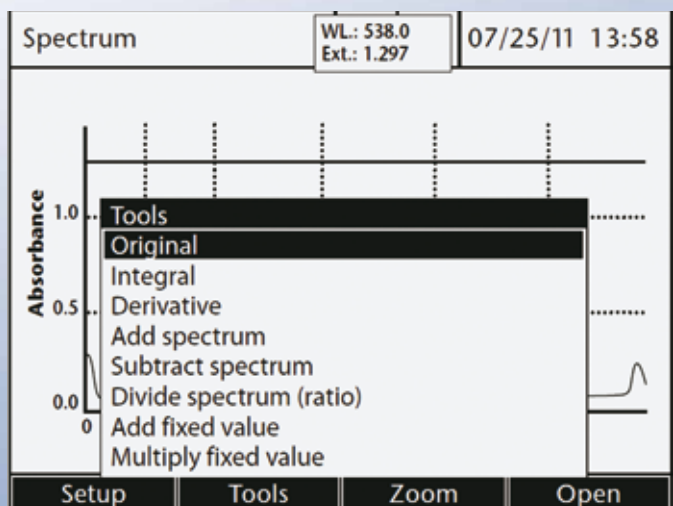 Spectrum
WL.: 538.0
Ext.: 1.297
07/25/11 13:58
Absorbance
1.0
0.5
0.0
0
Tools
Original
Integral
Derivative
Add spectrum
Subtract spectrum
Divide spectrum (ratio)
Add fixed value
Multiply fixed value
Setup Tools Zoom Open